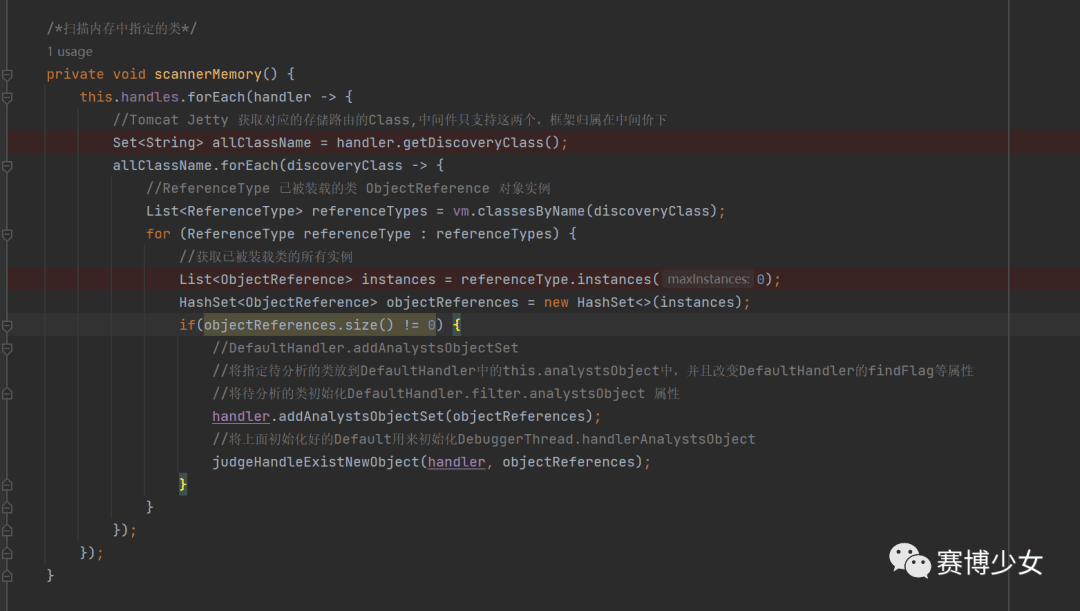 /*扫描内存中指定的类*/
1 usage
private void scannerMemory() {
this.handles.forEach(handler -> {
//Tomcat Jetty 获取对应的存储路由的Class,中间件只支持这两个，框架归属在中间价下
Set<String> allClassName = handler.getDiscoveryClass();
allClassName.forEach(discoveryClass -> {
//ReferenceType 已被装载的类 ObjectReference 对象实例
List<ReferenceType> referenceTypes = vm.classesByName(discoveryClass);
for (ReferenceType referenceType : referenceTypes) {
//获取已被装载类的所有实例
List<ObjectReference> instances = referenceType.instances( maxInstances: 0);
HashSet<ObjectReference> objectReferences = new HashSet<>(instances);
if(objectReferences.size() != 0) {
//DefaultHandler.addAnalystsObjectSet
//将指定待分析的类放到DefaultHandler中的this.analystsObject中，并且改变DefaultHandler的findFlag等属性
//将待分析的类初始化DefaultHandler.filter.analystsObject 属性
handler.addAnalystsObjectSet(objectReferences);
//将上面初始化好的Default用来初始化DebuggerThread.handlerAnalystsObject
judgeHandleExistNewObject(handler, objectReferences);
}
}
});
});
}
赛博少女